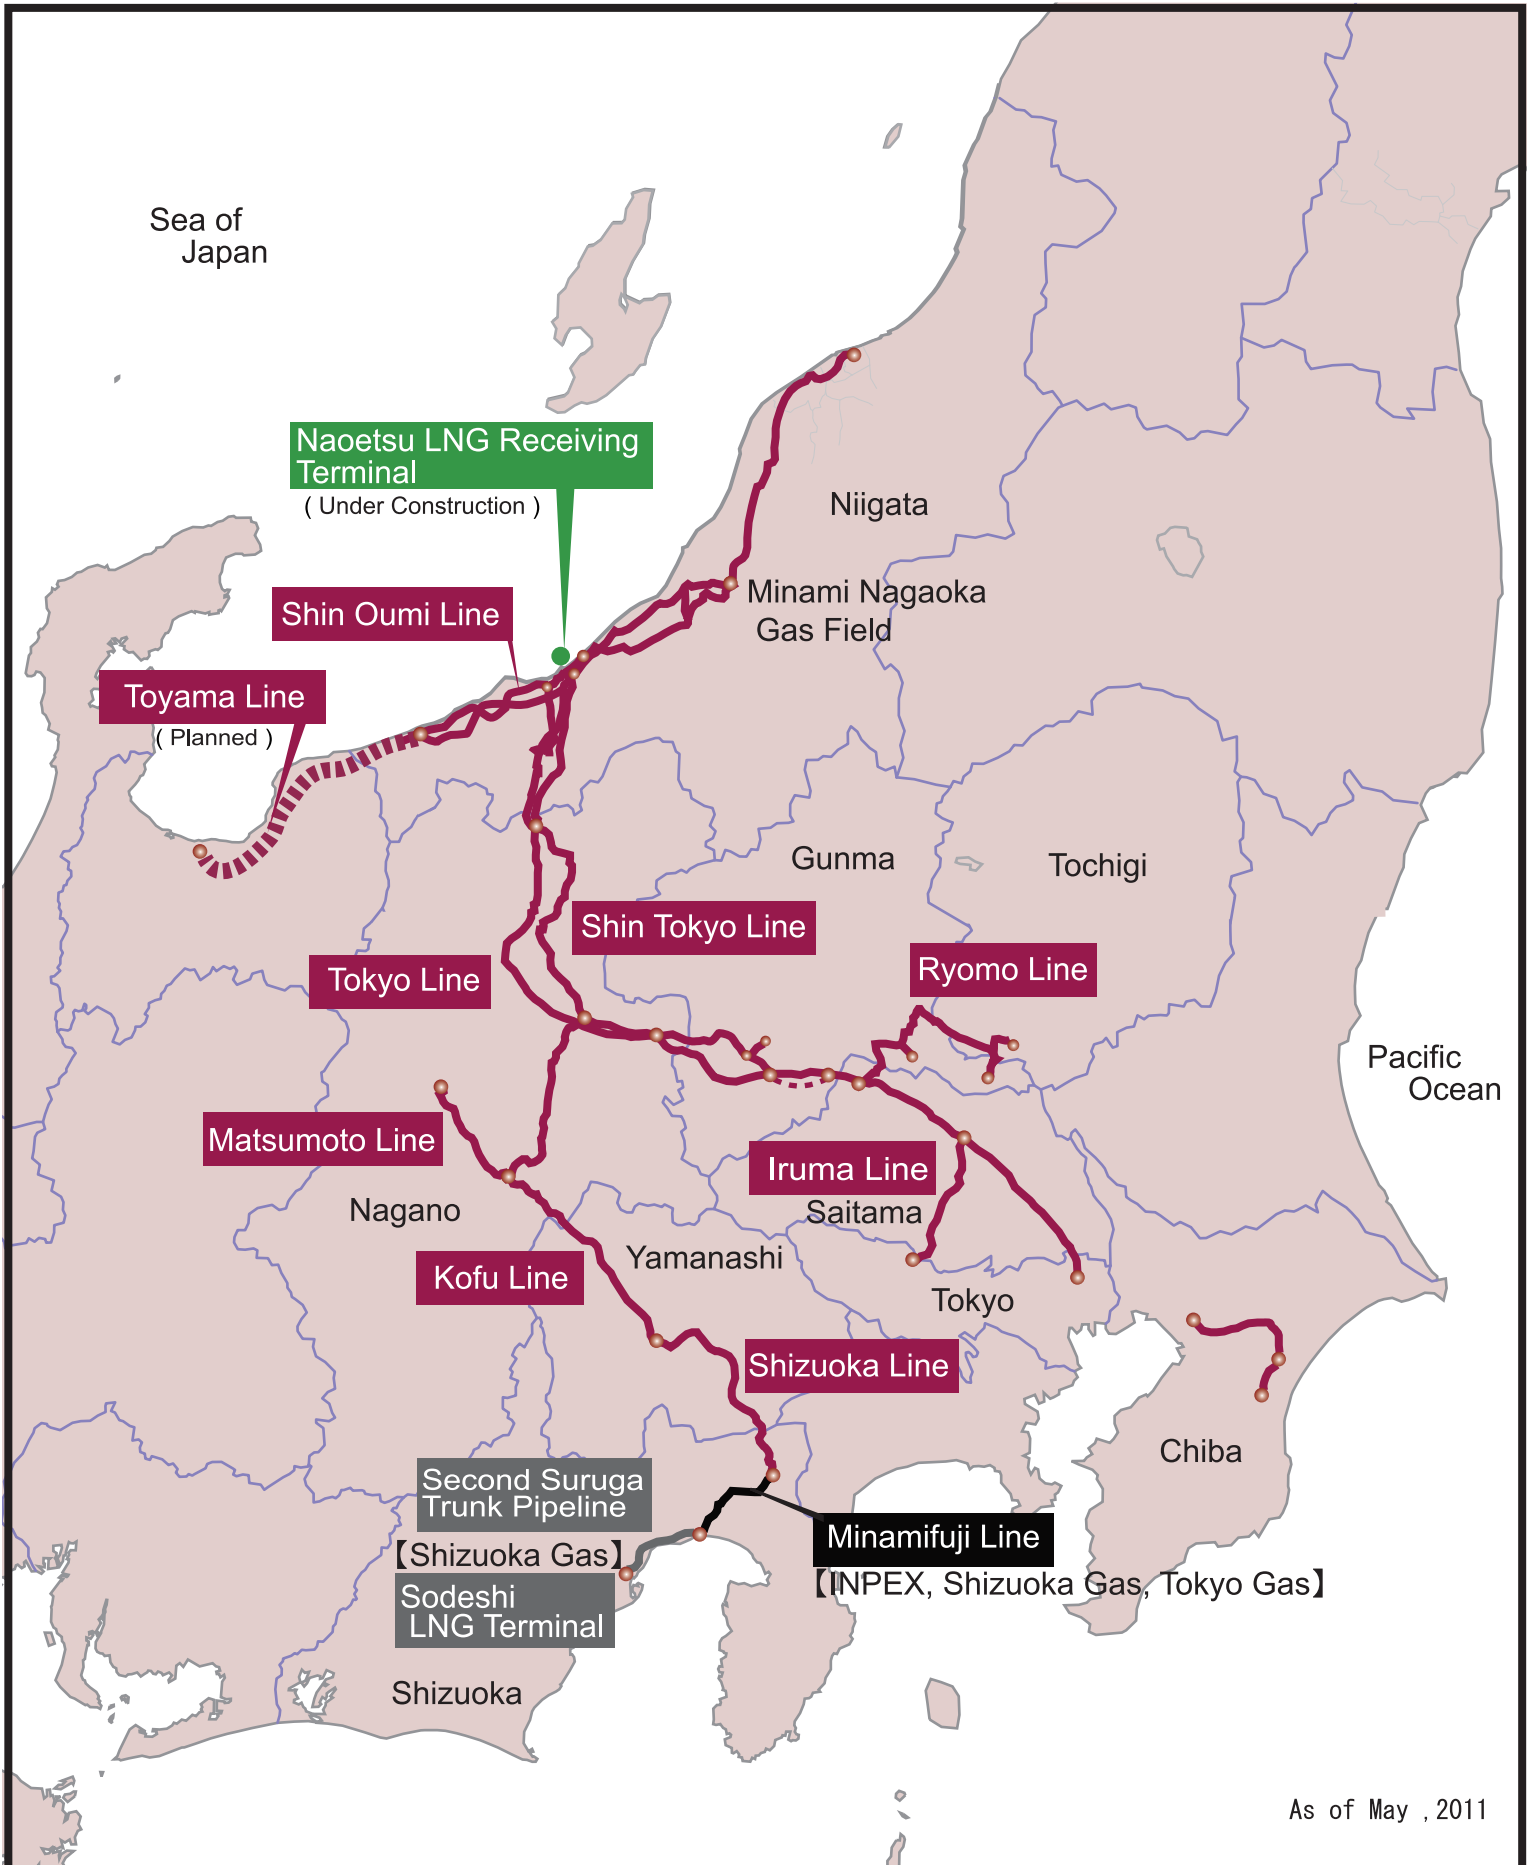 Sea of
Japan
Naoetsu LNG Receiving
Terminal
( Under Construction )
Niigata
Minami Nagaoka
Gas Field
Shin Oumi Line
Toyama Line
( Planned )
Gunma
Tochigi
Shin Tokyo Line
Tokyo Line
Ryomo Line
Pacific
Ocean
Matsumoto Line
Iruma Line
Nagano
Saitama
Yamanashi
Kofu Line
Tokyo
Shizuoka Line
Chiba
Second Suruga
Trunk Pipeline
【Shizuoka Gas】
Minamifuji Line
【INPEX, Shizuoka Gas, Tokyo Gas】
Sodeshi
LNG Terminal
Shizuoka
As of May ,2011